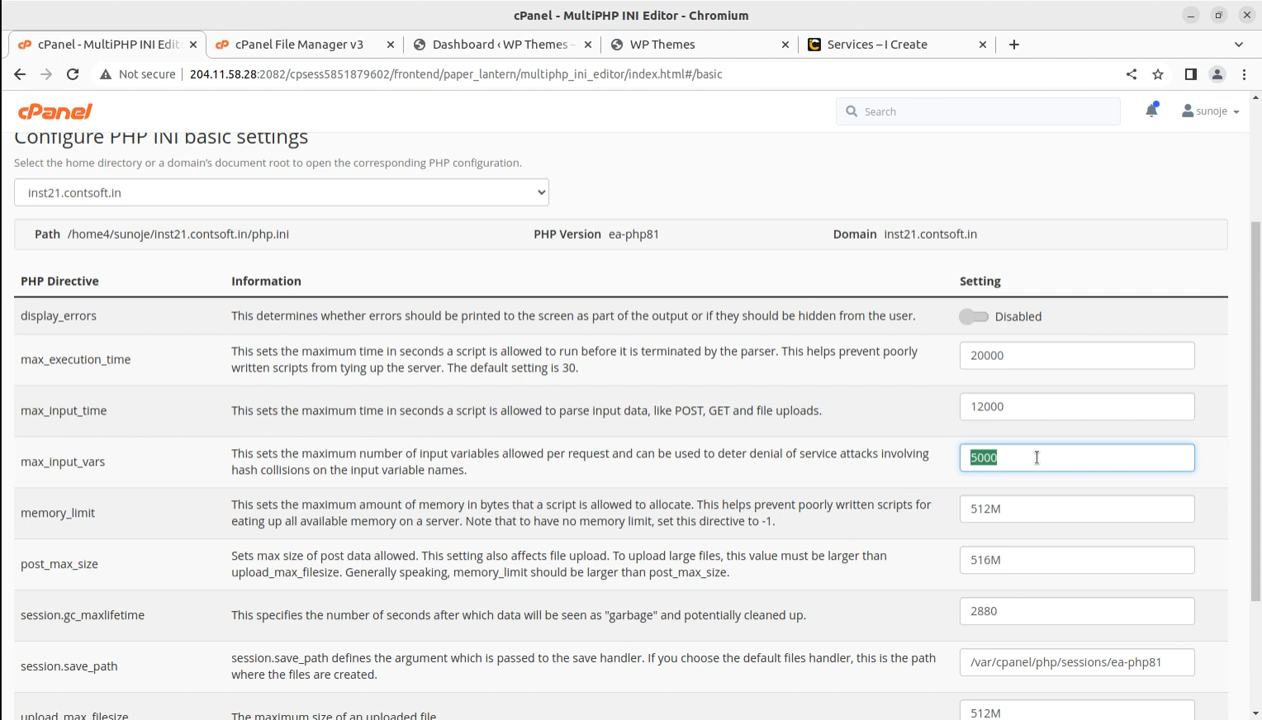 cPanel - MultiPHP INI Editor - Chromium
cPanel - MultiPHP INI Edit
cPanel File Manager v3
Dashboard ‹ WP Themes –
WP Themes
Services – I Create
Not secure
204.11.58.28:2082/cpsess5851879602/frontend/paper_lantern/multiphp_ini_editor/index.html#/basic
cPanel
Search
sunoje
Configure PHP INI basic settings
Select the home directory or a domain's document root to open the corresponding PHP configuration.
inst21.contsoft.in
Path /home4/sunoje/inst21.contsoft.in/php.ini
PHP Version ea-php81
Domain inst21.contsoft.in
PHP Directive
Information
Setting
display_errors
This determines whether errors should be printed to the screen as part of the output or if they should be hidden from the user.
Disabled
max_execution_time
This sets the maximum time in seconds a script is allowed to run before it is terminated by the parser. This helps prevent poorly
written scripts from tying up the server. The default setting is 30.
20000
max_input_time
This sets the maximum time in seconds a script is allowed to parse input data, like POST, GET and file uploads.
12000
max_input_vars
This sets the maximum number of input variables allowed per request and can be used to deter denial of service attacks involving
hash collisions on the input variable names.
5000
memory_limit
This sets the maximum amount of memory in bytes that a script is allowed to allocate. This helps prevent poorly written scripts for
eating up all available memory on a server. Note that to have no memory limit, set this directive to -1.
512M
post_max_size
Sets max size of post data allowed. This setting also affects file upload. To upload large files, this value must be larger than
upload_max_filesize. Generally speaking, memory_limit should be larger than post_max_size.
516M
session.gc_maxlifetime
This specifies the number of seconds after which data will be seen as "garbage" and potentially cleaned up.
2880
session.save_path
session.save_path defines the argument which is passed to the save handler. If you choose the default files handler, this is the path
where the files are created.
/var/cpanel/php/sessions/ea-php81
upload_max_filesize
The maximum size of an uploaded file.
512M